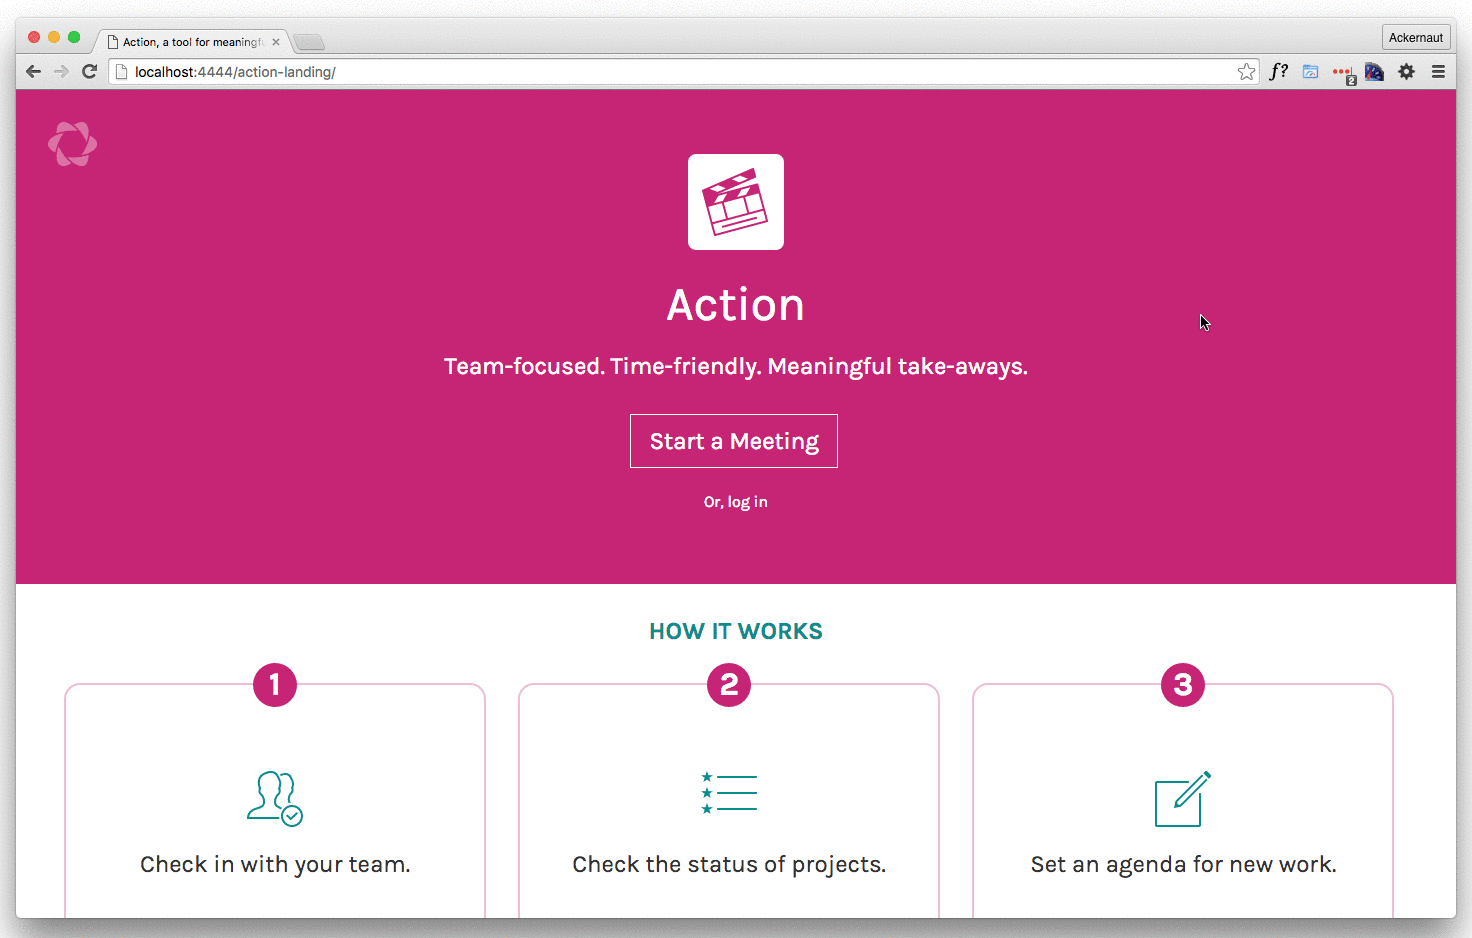 Action, a tool for meaningfu
Ackernaut
localhost:4444/action-landing/
f?
2
Action
Team-focused. Time-friendly. Meaningful take-aways.
Start a Meeting
Or, log in
HOW IT WORKS
1
2
3
Check in with your team.
Check the status of projects.
Set an agenda for new work.